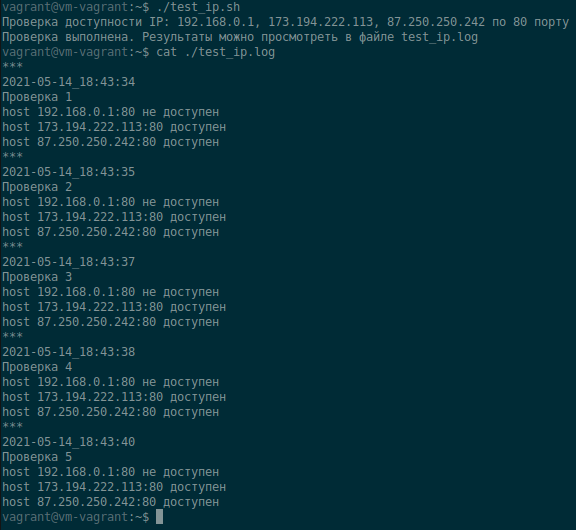 vagrant@vm-vagrant:~$ ./test_ip.sh
Проверка доступности IP: 192.168.0.1, 173.194.222.113, 87.250.250.242 по 80 порту
Проверка выполнена. Результаты можно просмотреть в файле test_ip.log
vagrant@vm-vagrant:~$ cat ./test_ip.log
***
2021-05-14_18:43:34
Проверка 1
host 192.168.0.1:80 не доступен
host 173.194.222.113:80 доступен
host 87.250.250.242:80 доступен
***
2021-05-14_18:43:35
Проверка 2
host 192.168.0.1:80 не доступен
host 173.194.222.113:80 доступен
host 87.250.250.242:80 доступен
***
2021-05-14_18:43:37
Проверка 3
host 192.168.0.1:80 не доступен
host 173.194.222.113:80 доступен
host 87.250.250.242:80 доступен
***
2021-05-14_18:43:38
Проверка 4
host 192.168.0.1:80 не доступен
host 173.194.222.113:80 доступен
host 87.250.250.242:80 доступен
***
2021-05-14_18:43:40
Проверка 5
host 192.168.0.1:80 не доступен
host 173.194.222.113:80 доступен
host 87.250.250.242:80 доступен
vagrant@vm-vagrant:~$